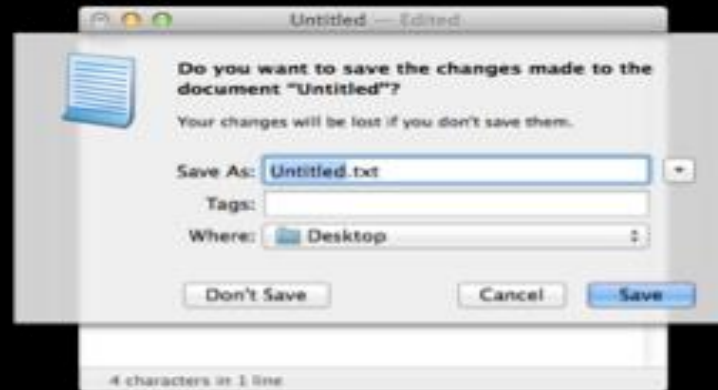 Untitled — Edited
Do you want to save the changes made to the
document “Untitled”?
Your changes will be lost if you don't save them.
Save As: Untitled.txt
Tags:
Where: Desktop
Don't Save Cancel Save
4 characters in 1 line